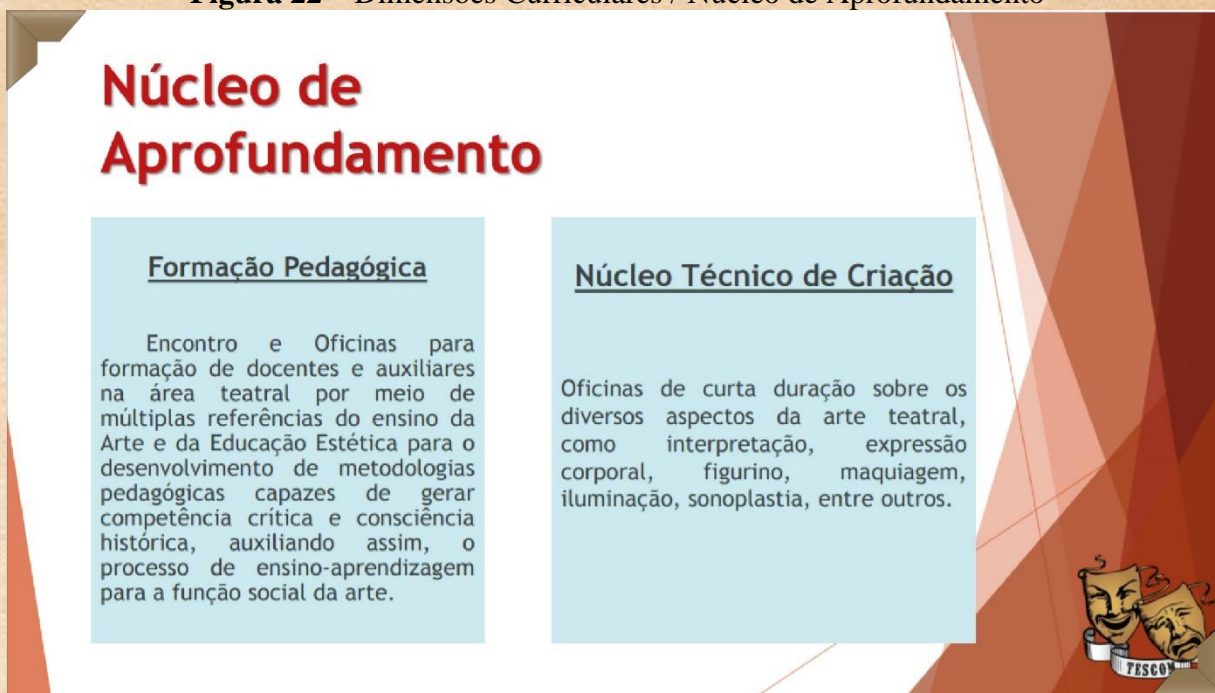 Figura 22 – Dimensões Curriculares / Núcleo de Aprofundamento
Núcleo de
Aprofundamento
Formação Pedagógica
Encontro e Oficinas para
formação de docentes e auxiliares
na área teatral por meio de
múltiplas referências do ensino da
Arte e da Educação Estética para o
desenvolvimento de metodologias
pedagógicas capazes de gerar
competência crítica e consciência
histórica, auxiliando assim, o
processo de ensino-aprendizagem
para a função social da arte.
Núcleo Técnico de Criação
Oficinas de curta duração sobre os
diversos aspectos da arte teatral,
como interpretação, expressão
corporal, figurino, maquiagem,
iluminação, sonoplastia, entre outros.
TESCOM